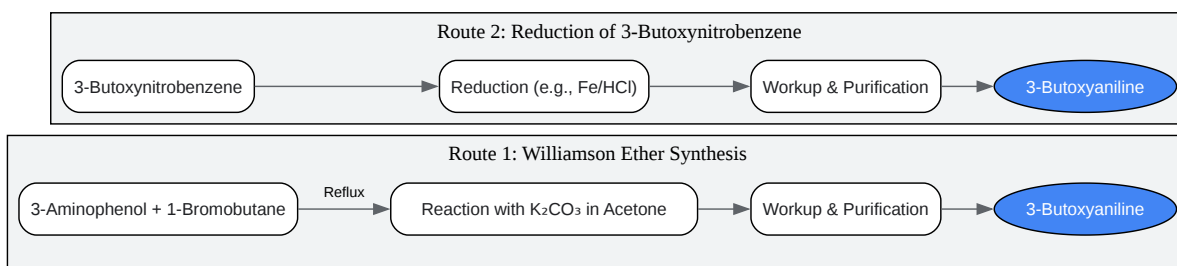 Route 2: Reduction of 3-Butoxynitrobenzene
3-Butoxynitrobenzene
Reduction (e.g., Fe/HCl)
Workup & Purification
3-Butoxyaniline
Route 1: Williamson Ether Synthesis
3-Aminophenol + 1-Bromobutane
Reflux
Reaction with K₂CO₃ in Acetone
Workup & Purification
3-Butoxyaniline